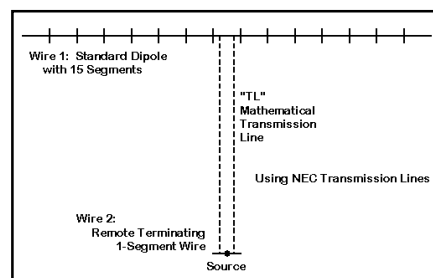 Wire 1: Standard Dipole
with 15 Segments
"TL"
Mathematical
Transmission
Line
Using NEC Transmission Lines
Wire 2:
Remote Terminating
1-Segment Wire
Source